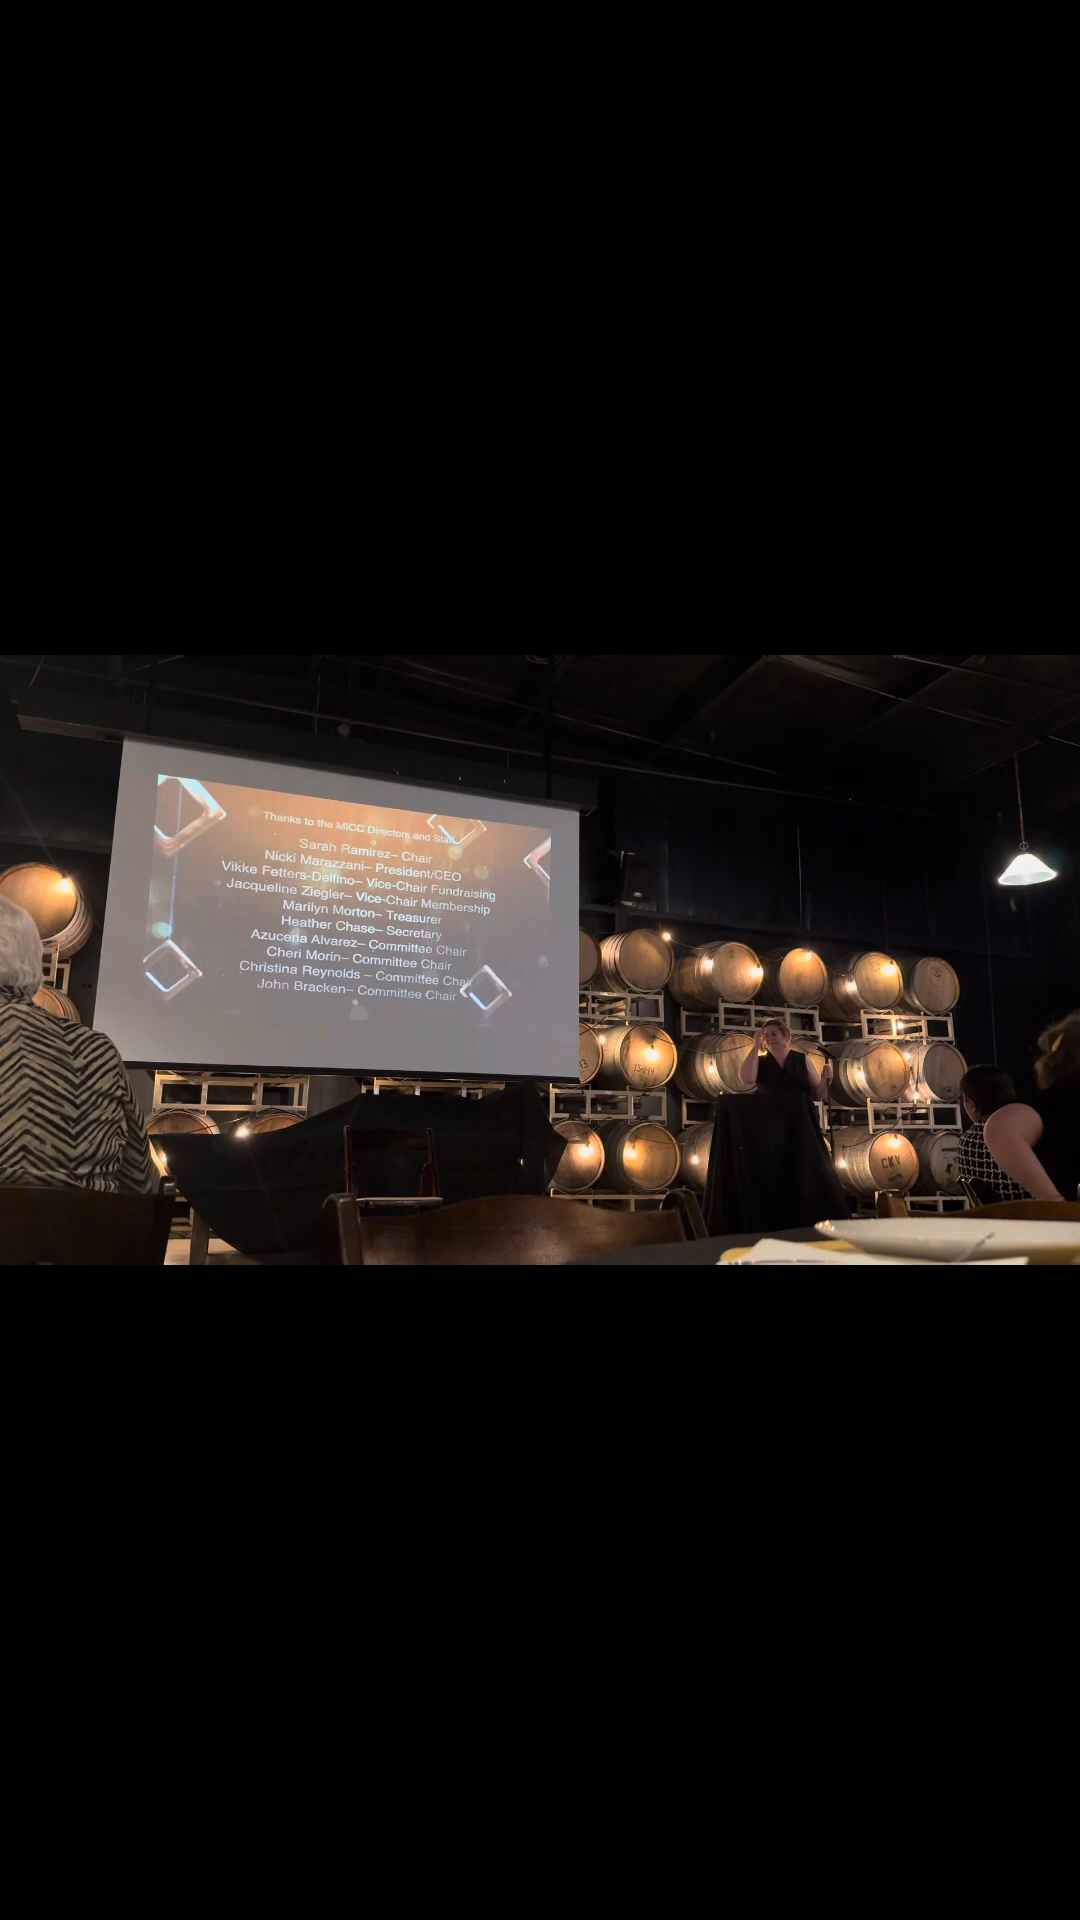 Thanks to the MICC Directors and Staff
Sarah Ramirez– Chair
Nicki Marazzani– President/CEO
Vikke Fetters-Delfino– Vice-Chair Fundraising
Jacqueline Ziegler– Vice-Chair Membership
Marilyn Morton– Treasurer
Heather Chase– Secretary
Azucena Alvarez– Committee Chair
Cheri Morin– Committee Chair
Christina Reynolds – Committee Chair
John Bracken– Committee Chair
CKV